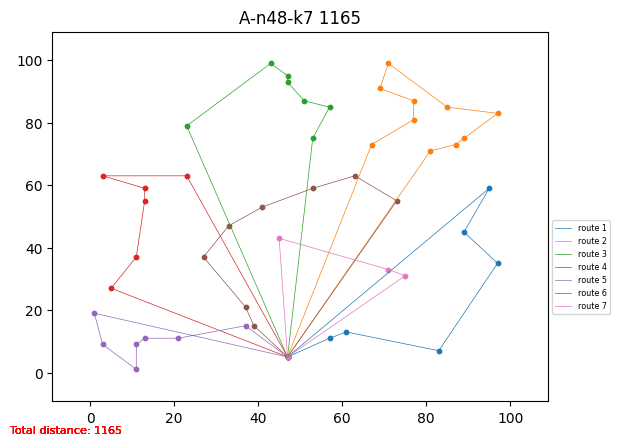 A-n48-k7 1165
100
80
60
40
20
0
0 20 40 60 80 100
route 1
route 2
route 3
route 4
route 5
route 6
route 7
Total distance: 1165